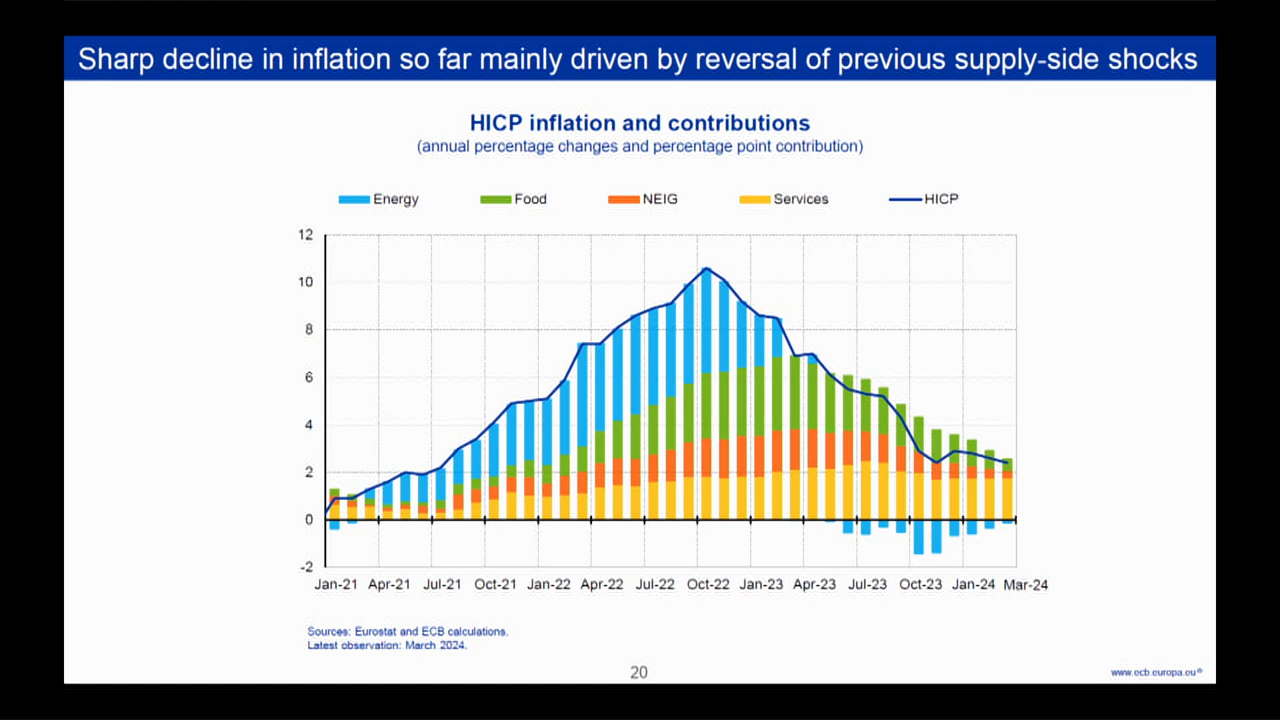 Sharp decline in inflation so far mainly driven by reversal of previous supply-side shocks
HICP inflation and contributions
(annual percentage changes and percentage point contribution)
Energy Food NEIG Services HICP
12
10
8
6
4
2
0
-2
Jan-21 Apr-21 Jul-21 Oct-21 Jan-22 Apr-22 Jul-22 Oct-22 Jan-23 Apr-23 Jul-23 Oct-23 Jan-24 Mar-24
Sources: Eurostat and ECB calculations.
Latest observation: March 2024.
20
www.ecb.europa.eu©